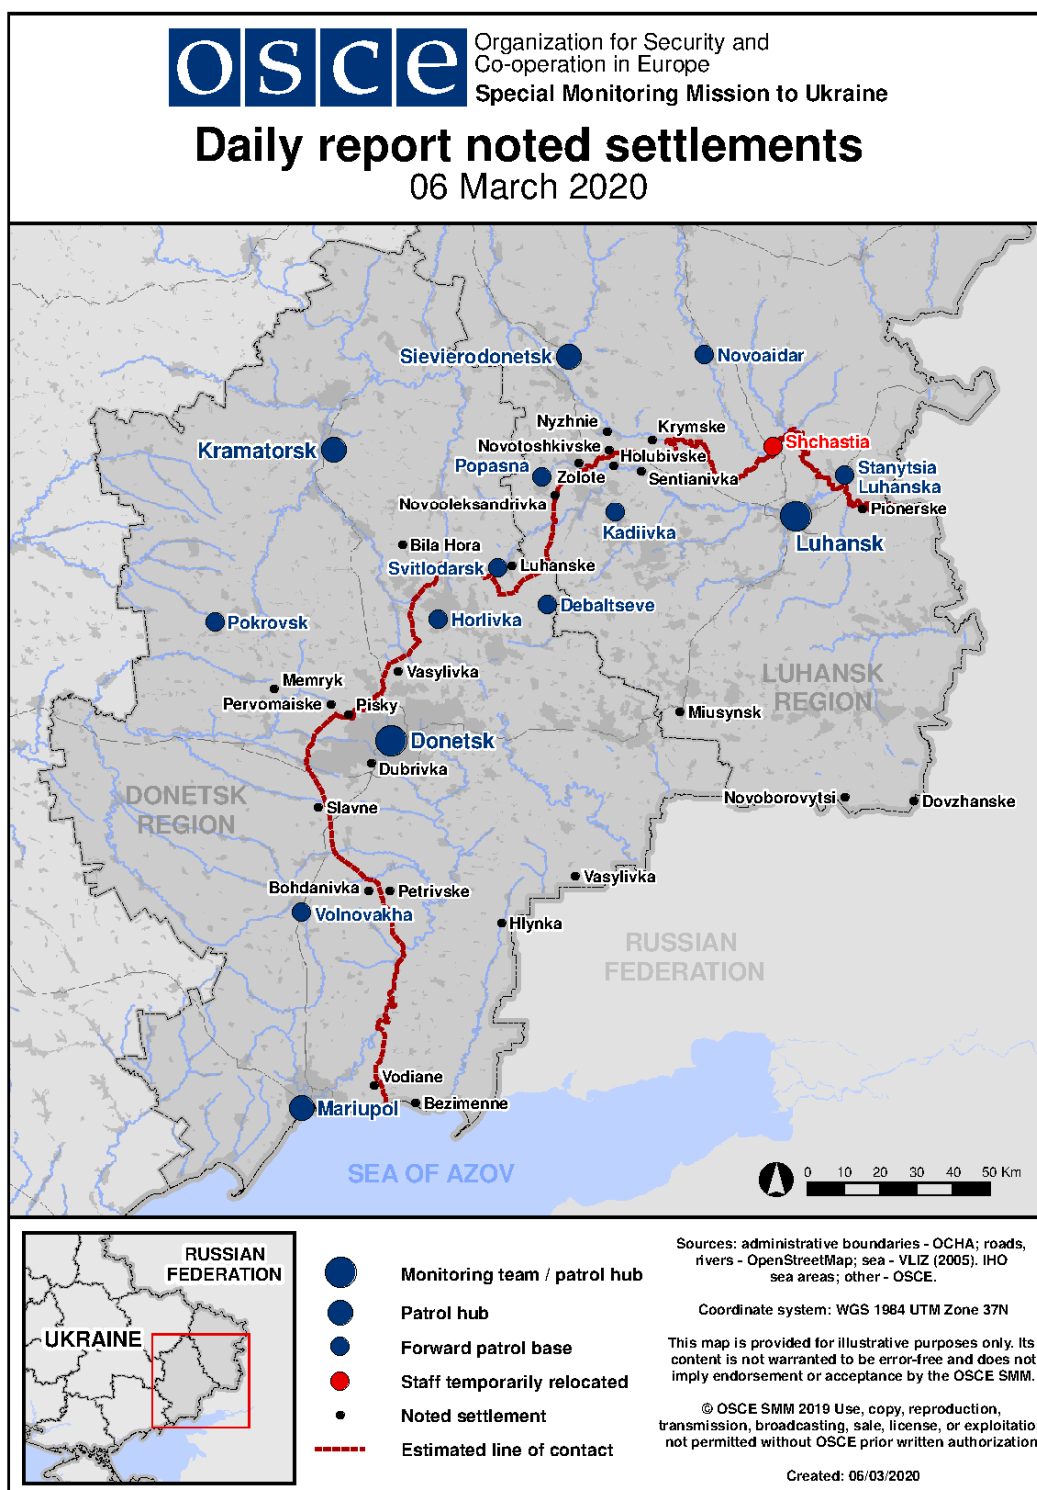 osce
Organization for Security and
Co-operation in Europe
Special Monitoring Mission to Ukraine
Daily report noted settlements
06 March 2020
Sievierodonetsk
Novoaidar
Nyzhnie
Krymske
Kramatorsk
Novotoshkivske
Holubivske
Shchastia
Popasna
Zolote
Sentianivka
Stanytsia
Luhanska
Novooleksandrivka
Pionerske
Kadiivka
Luhansk
Bila Hora
Svitlodarsk
Luhanske
Debaltseve
Pokrovsk
Horlivka
Vasylivka
LUHANSK
REGION
Memryk
Pervomaiske
Pisky
Miusynsk
Donetsk
Dubrivka
DONETSK
REGION
Slavne
Novoborovytsi
Dovzhanske
Vasylivka
Bohdanivka
Petrivske
Volnovakha
Hlynka
RUSSIAN
FEDERATION
Vodiane
Mariupol
Bezimenne
SEA OF AZOV
0 10 20 30 40 50 Km
RUSSIAN
FEDERATION
UKRAINE
Monitoring team / patrol hub
Patrol hub
Forward patrol base
Staff temporarily relocated
Noted settlement
Estimated line of contact
Sources: administrative boundaries - OCHA; roads,
rivers - OpenStreetMap; sea - VLIZ (2005). IHO
sea areas; other - OSCE.
Coordinate system: WGS 1984 UTM Zone 37N
This map is provided for illustrative purposes only. Its
content is not warranted to be error-free and does not
imply endorsement or acceptance by the OSCE SMM.
© OSCE SMM 2019 Use, copy, reproduction,
transmission, broadcasting, sale, license, or exploitatio
not permitted without OSCE prior written authorization
Created: 06/03/2020